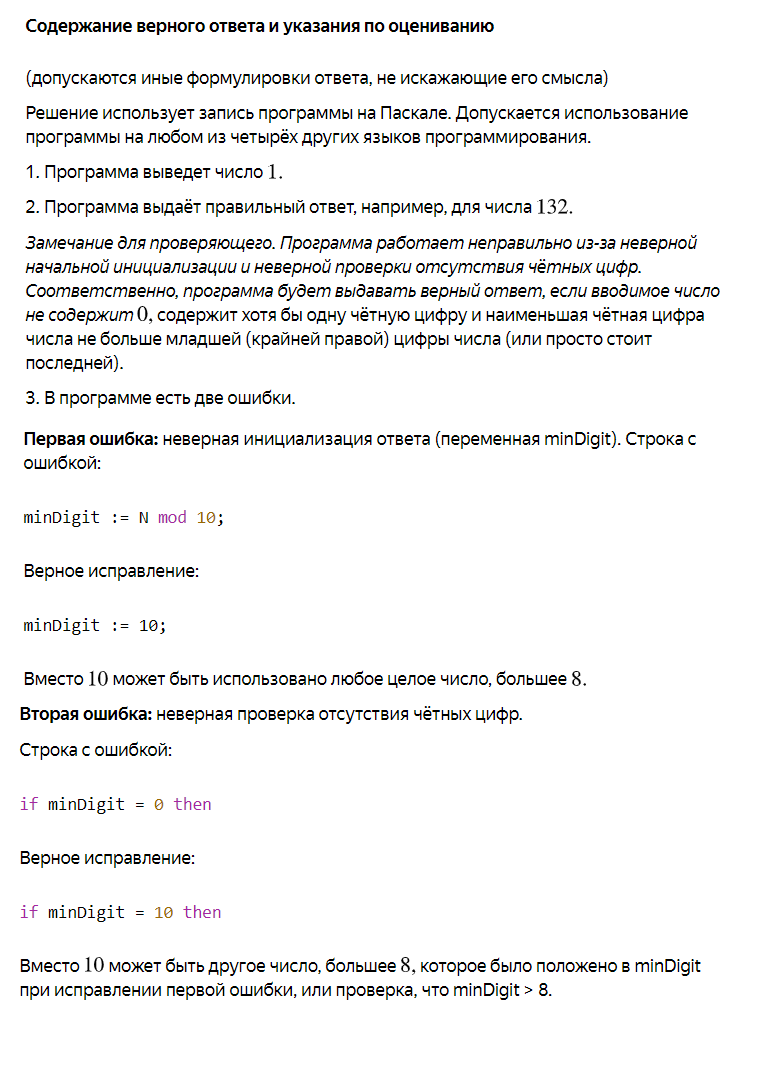 Содержание верного ответа и указания по оцениванию
(допускаются иные формулировки ответа, не искажающие его смысла)
Решение использует запись программы на Паскале. Допускается использование
программы на любом из четырёх других языков программирования.
1. Программа выведет число 1.
2. Программа выдаёт правильный ответ, например, для числа 132.
Замечание для проверяющего. Программа работает неправильно из-за неверной
начальной инициализации и неверной проверки отсутствия чётных цифр.
Соответственно, программа будет выдавать верный ответ, если вводимое число
не содержит 0, содержит хотя бы одну чётную цифру и наименьшая чётная цифра
числа не больше младшей (крайней правой) цифры числа (или просто стоит
последней).
3. В программе есть две ошибки.
Первая ошибка: неверная инициализация ответа (переменная minDigit). Строка с
ошибкой:
minDigit := N mod 10;
Верное исправление:
minDigit := 10;
Вместо 10 может быть использовано любое целое число, большее 8.
Вторая ошибка: неверная проверка отсутствия чётных цифр.
Строка с ошибкой:
if minDigit = 0 then
Верное исправление:
if minDigit = 10 then
Вместо 10 может быть другое число, большее 8, которое было положено в minDigit
при исправлении первой ошибки, или проверка, что minDigit > 8.